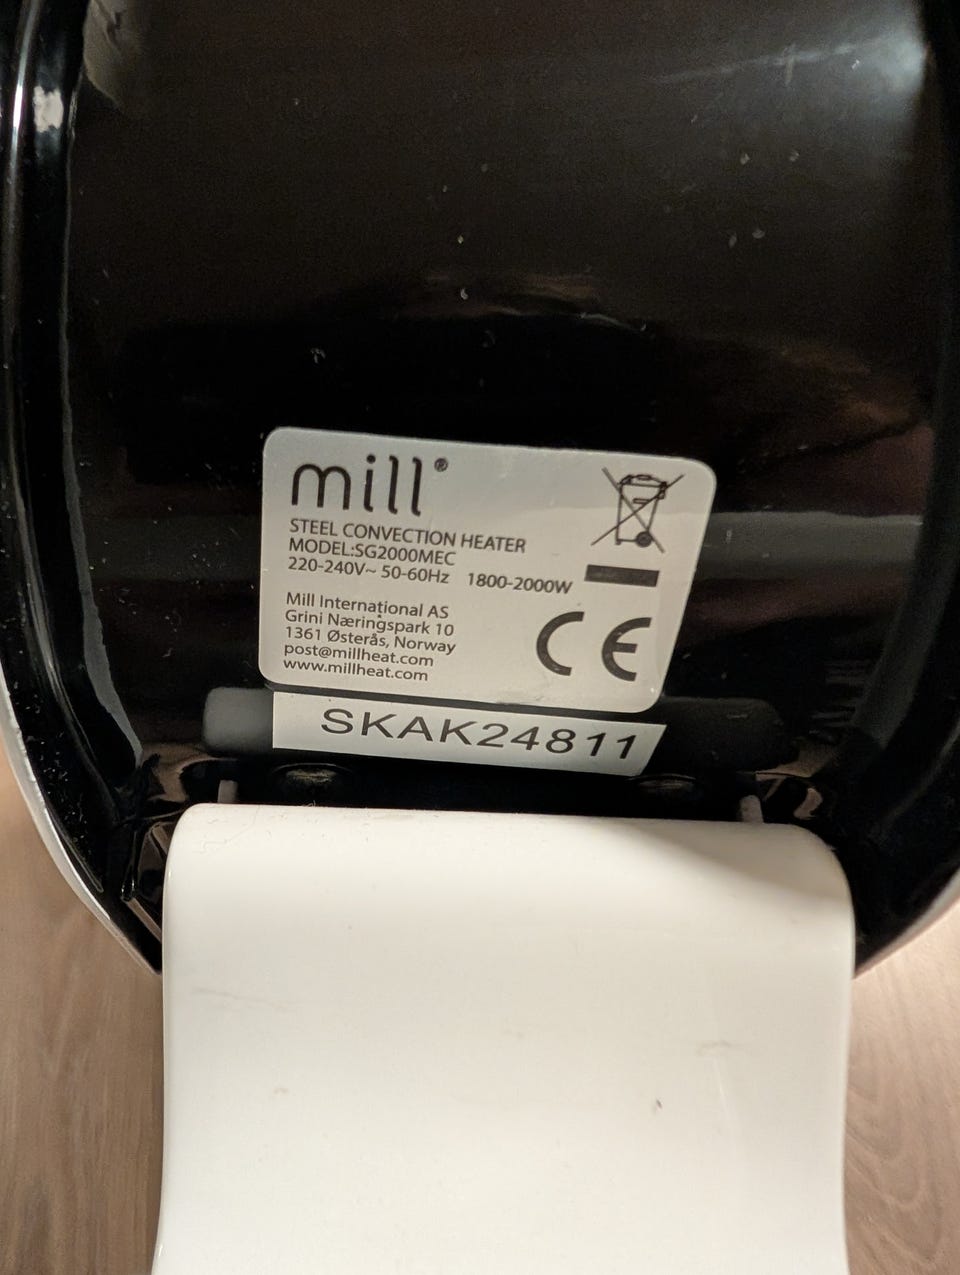 mill®
STEEL CONVECTION HEATER
MODEL:SG2000MEC
220-240V~ 50-60Hz 1800-2000W
Mill International AS
Grini Næringspark 10
1361 Østerås, Norway
post@millheat.com
www.millheat.com
CE
SKAK24811